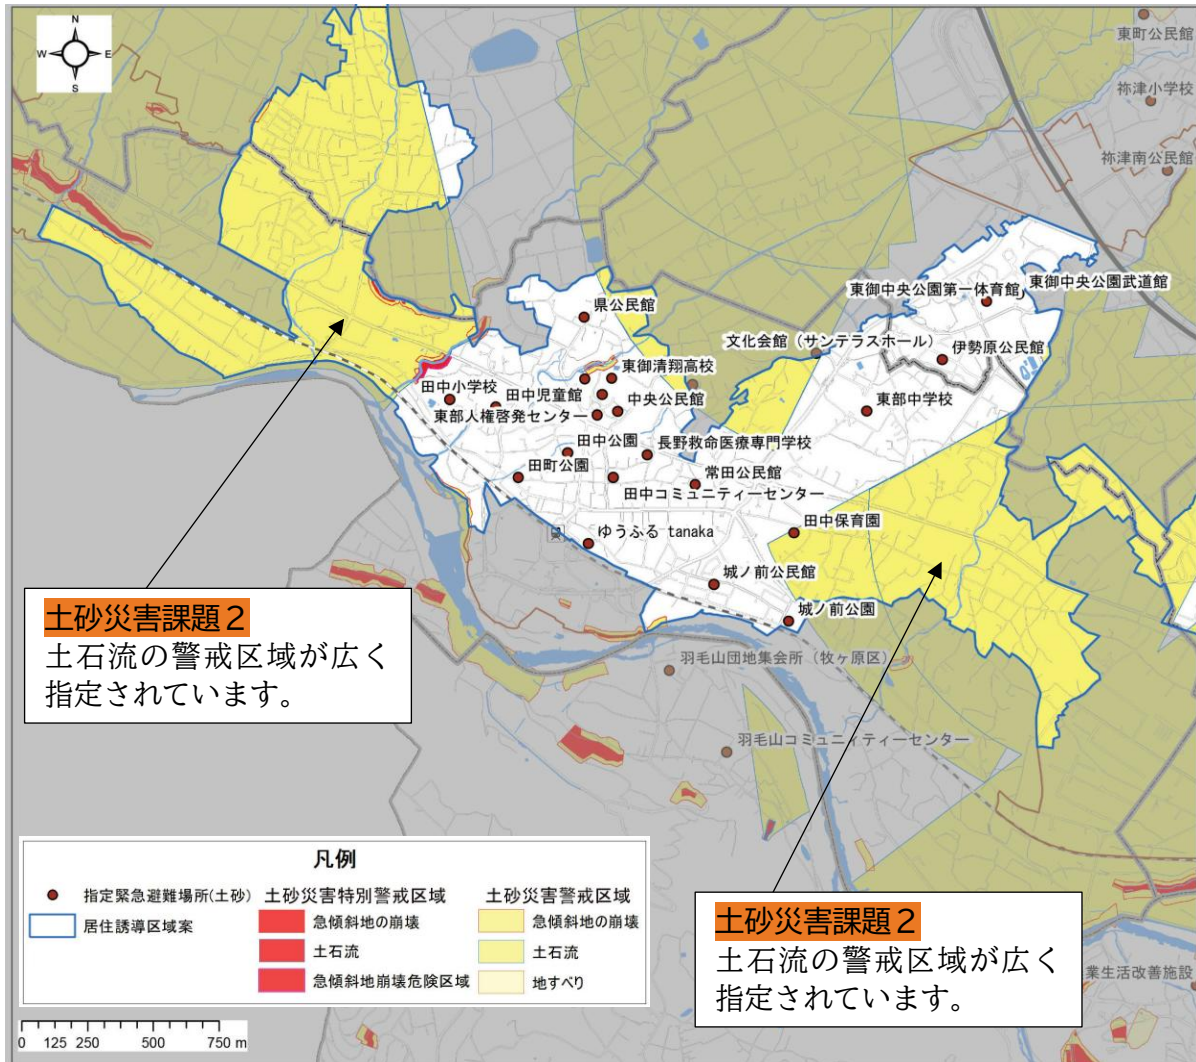 N
W
E
S
東町公民館
祢津小学校
祢津南公民館
県公民館
東御中央公園第一体育館
東御中央公園武道館
文化会館（サンテラスホール）
伊勢原公民館
東御清翔高校
田中小学校
田中児童館
中央公民館
東部人権啓発センター
東部中学校
田中公園
長野救命医療専門学校
田町公園
常田公民館
田中コミュニティーセンター
田中保育園
ゆうふる tanaka
城ノ前公民館
城ノ前公園
羽毛山団地集会所（牧ヶ原区）
羽毛山コミュニティーセンター
業生活改善施設
土砂災害課題２
土石流の警戒区域が広く
指定されています。
土砂災害課題２
土石流の警戒区域が広く
指定されています。
凡例
指定緊急避難場所(土砂)
居住誘導区域案
土砂災害特別警戒区域
急傾斜地の崩壊
土石流
急傾斜地崩壊危険区域
土砂災害警戒区域
急傾斜地の崩壊
土石流
地すべり
0 125 250 500 750 m